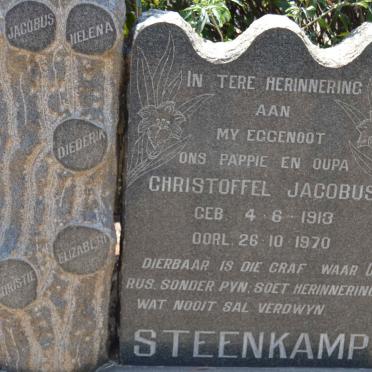 JACOBUS
HELENA
DIEDERIK
ELIZABETH
CHRISTI
IN TERE HERINNERING
AAN
MY EGGENOOT
ONS PAPPIE EN OUPA
CHRISTOFFEL JACOBUS
GEB. 4-6-1913
OORL. 26-10-1970
DIERBAAR IS DIE GRAF WAAR U
RUS. SONDER PYN, SOET HERINNERING
WAT NOOIT SAL VERDWYN
STEENKAMP